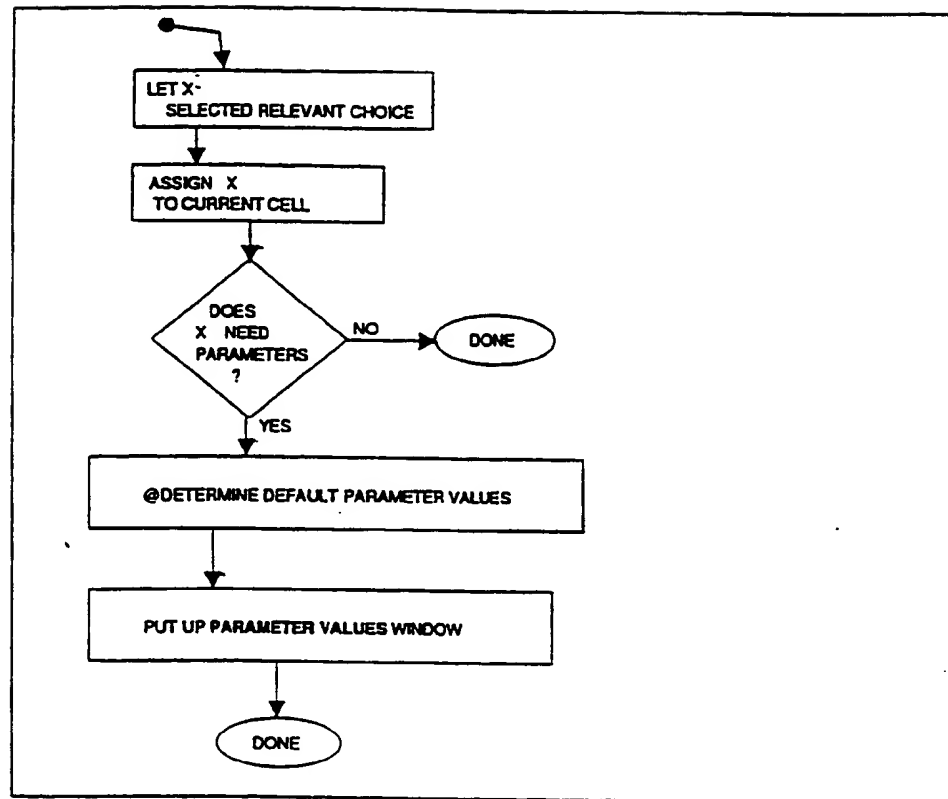 LET X-
SELECTED RELEVANT CHOICE
ASSIGN X
TO CURRENT CELL
DOES
X NEED
PARAMETERS
?
NO
DONE
YES
@DETERMINE DEFAULT PARAMETER VALUES
PUT UP PARAMETER VALUES WINDOW
DONE